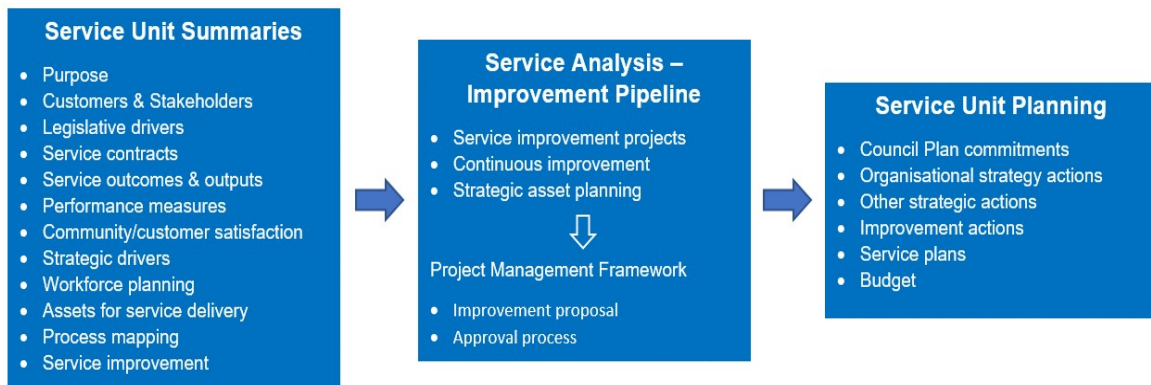 Service Unit Summaries
• Purpose
• Customers & Stakeholders
• Legislative drivers
• Service contracts
• Service outcomes & outputs
• Performance measures
• Community/customer satisfaction
• Strategic drivers
• Workforce planning
• Assets for service delivery
• Process mapping
• Service improvement
Service Analysis –
Improvement Pipeline
• Service improvement projects
• Continuous improvement
• Strategic asset planning
Project Management Framework
• Improvement proposal
• Approval process
Service Unit Planning
• Council Plan commitments
• Organisational strategy actions
• Other strategic actions
• Improvement actions
• Service plans
• Budget